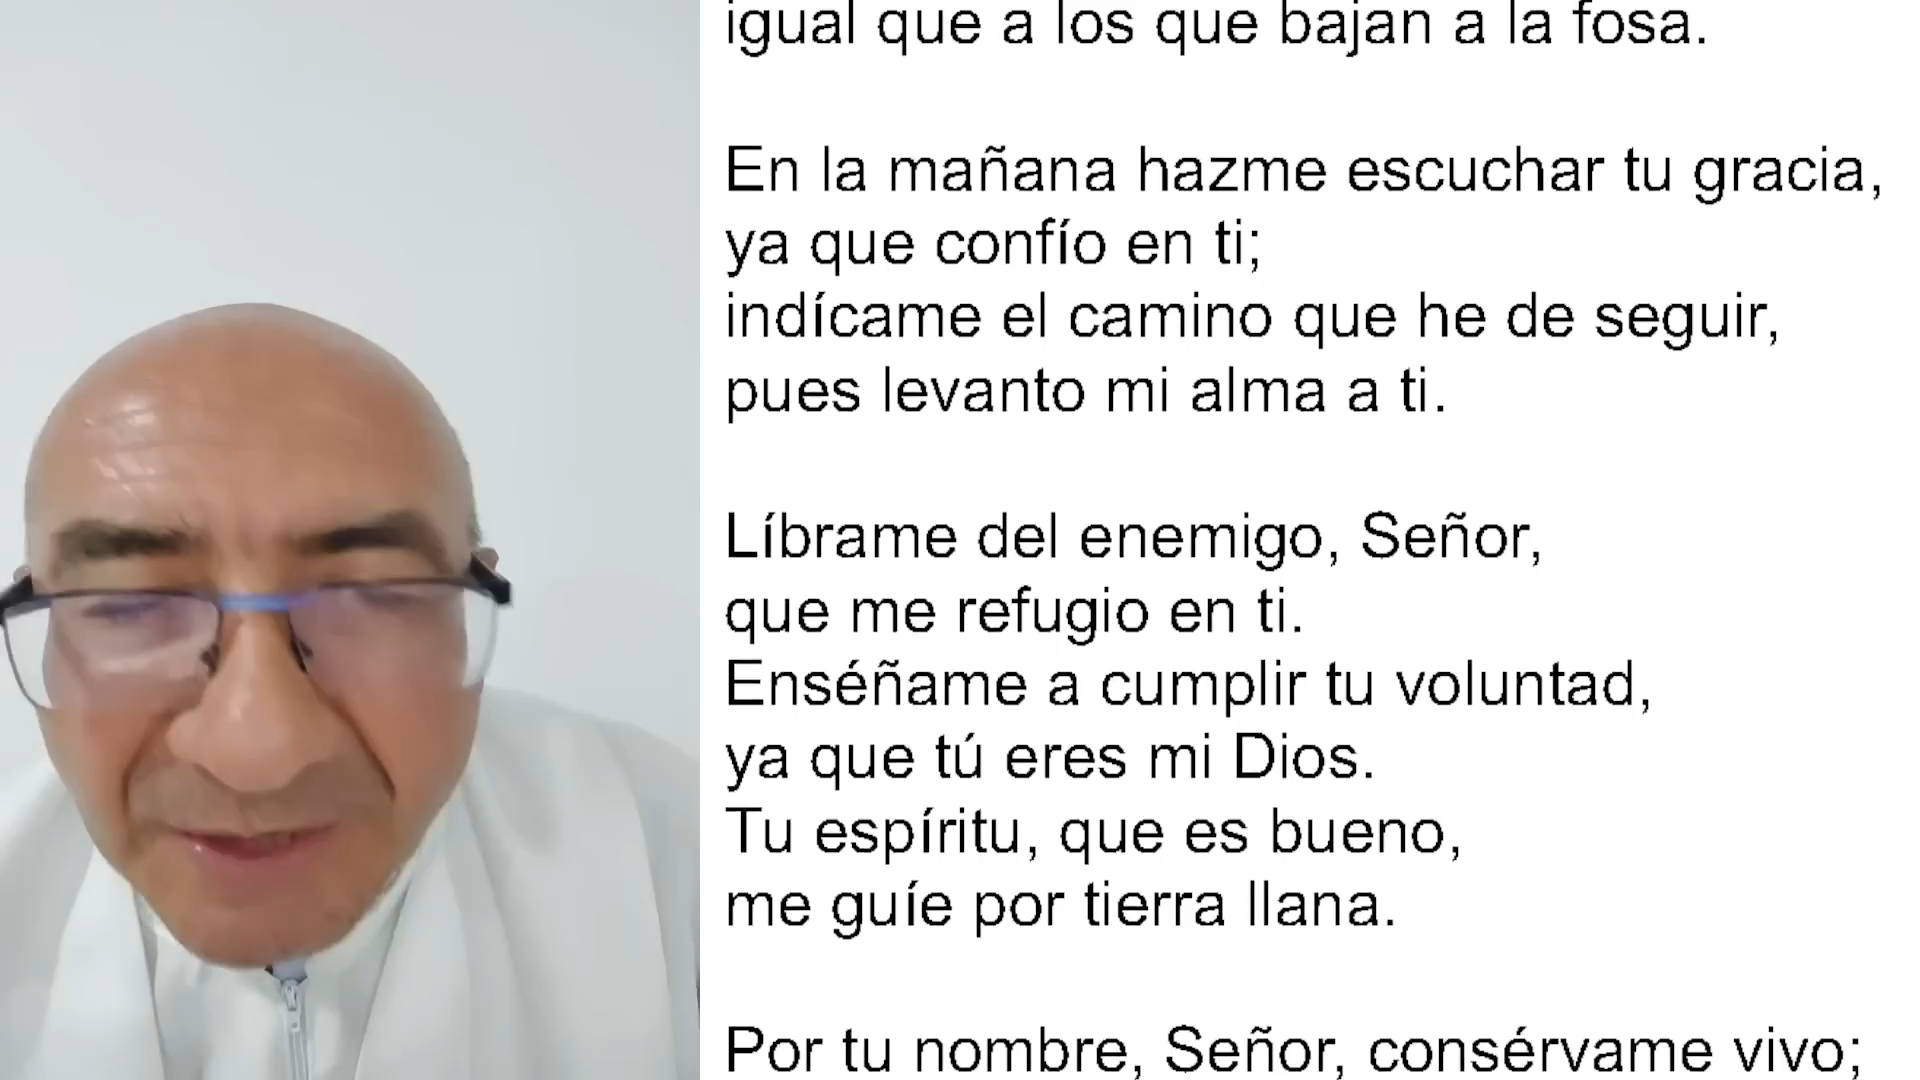 igual que a los que bajan a la fosa.
En la mañana hazme escuchar tu gracia,
ya que confío en ti;
indícame el camino que he de seguir,
pues levanto mi alma a ti.
Líbrame del enemigo, Señor,
que me refugio en ti.
Enséñame a cumplir tu voluntad,
ya que tú eres mi Dios.
Tu espíritu, que es bueno,
me guíe por tierra llana.
Por tu nombre, Señor, consérvame vivo;